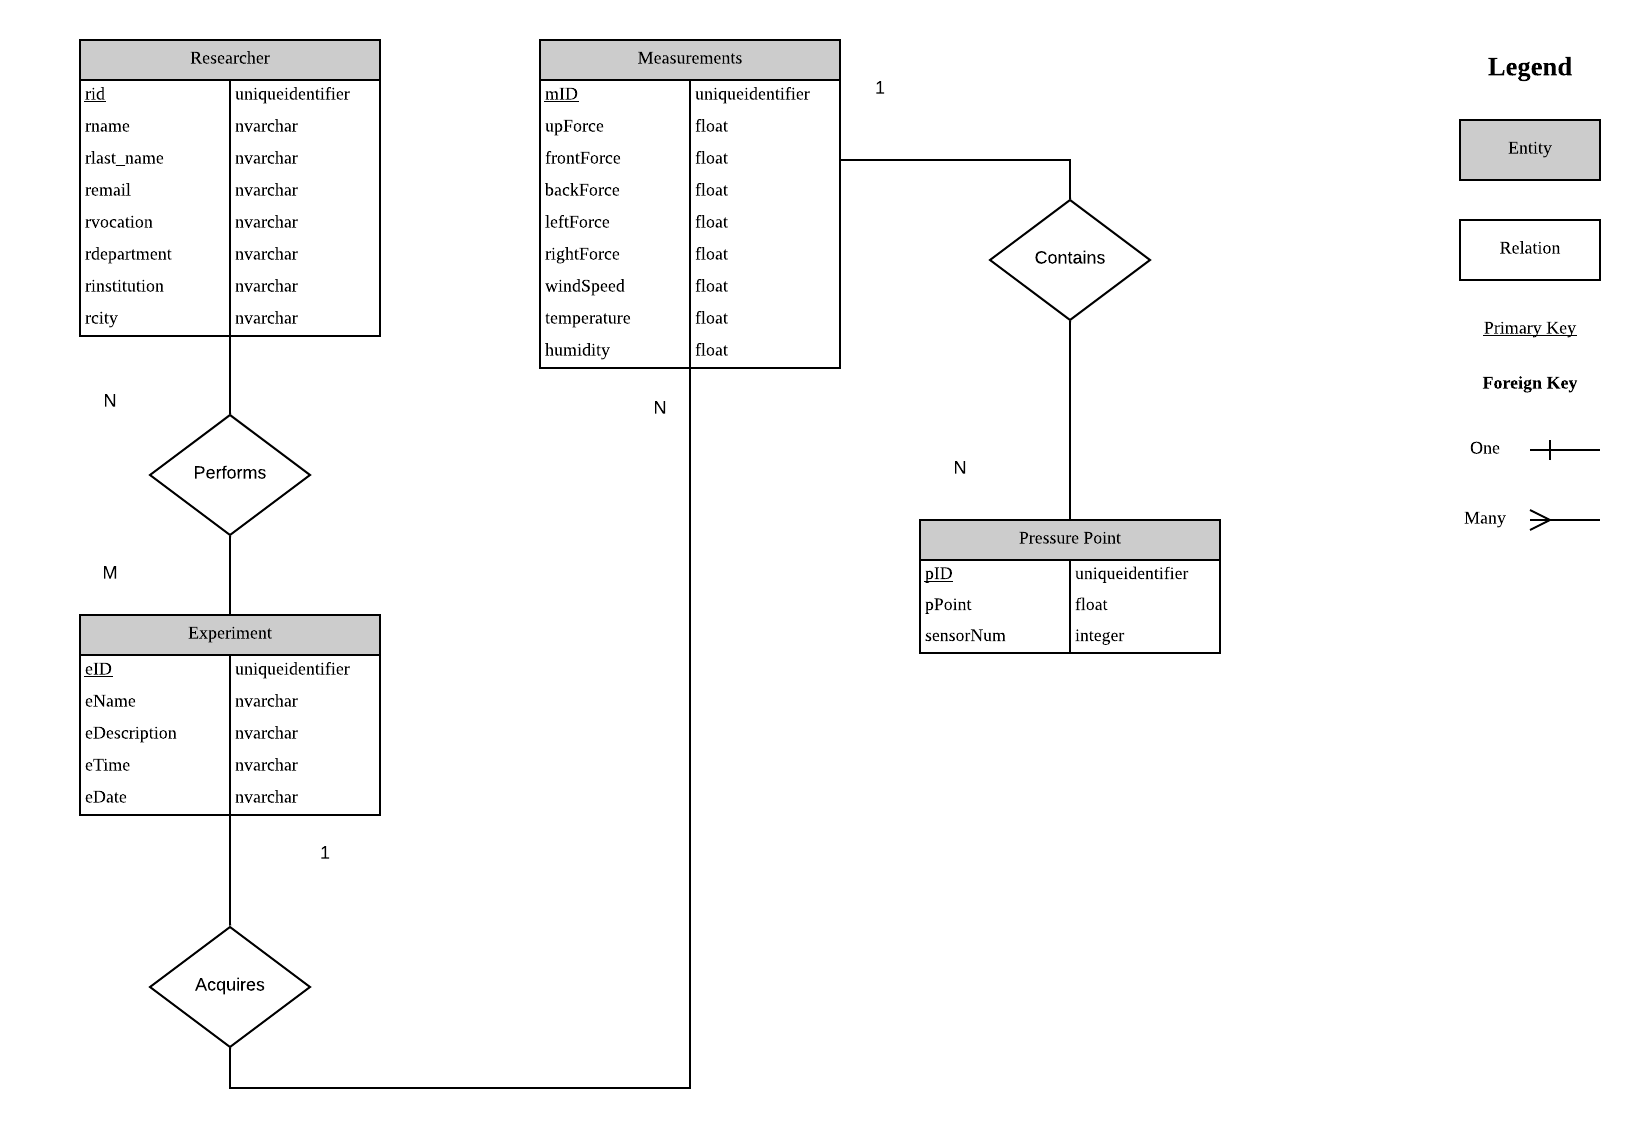 Researcher
rid uniqueidentifier
rname nvarchar
rlast_name nvarchar
remail nvarchar
rvocation nvarchar
rdepartment nvarchar
rinstitution nvarchar
rcity nvarchar
N
Performs
M
Experiment
eID uniqueidentifier
eName nvarchar
eDescription nvarchar
eTime nvarchar
eDate nvarchar
1
Acquires
Measurements
mID uniqueidentifier
upForce float
frontForce float
backForce float
leftForce float
rightForce float
windSpeed float
temperature float
humidity float
N
1
Contains
N
Pressure Point
pID uniqueidentifier
pPoint float
sensorNum integer
Legend
Entity
Relation
Primary Key
Foreign Key
One
Many